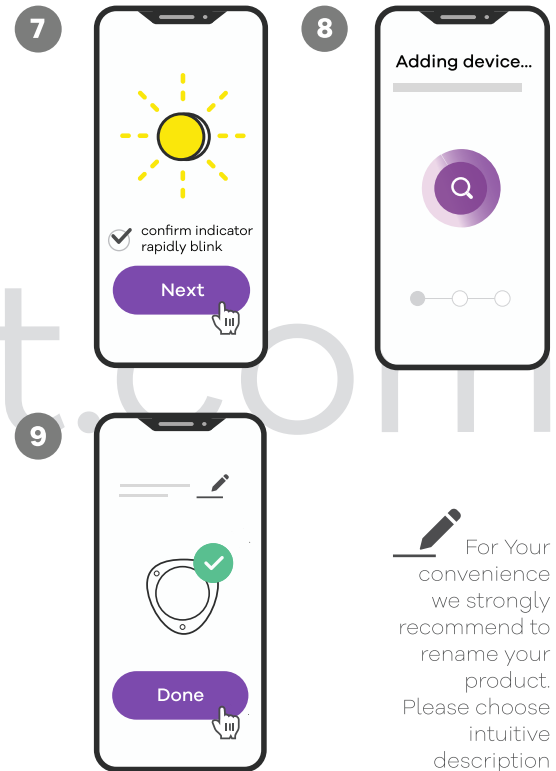 7
8
Adding device...
confirm indicator
rapidly blink
Next
t.com
9
Done
For Your
convenience
we strongly
recommend to
rename your
product.
Please choose
intuitive
description